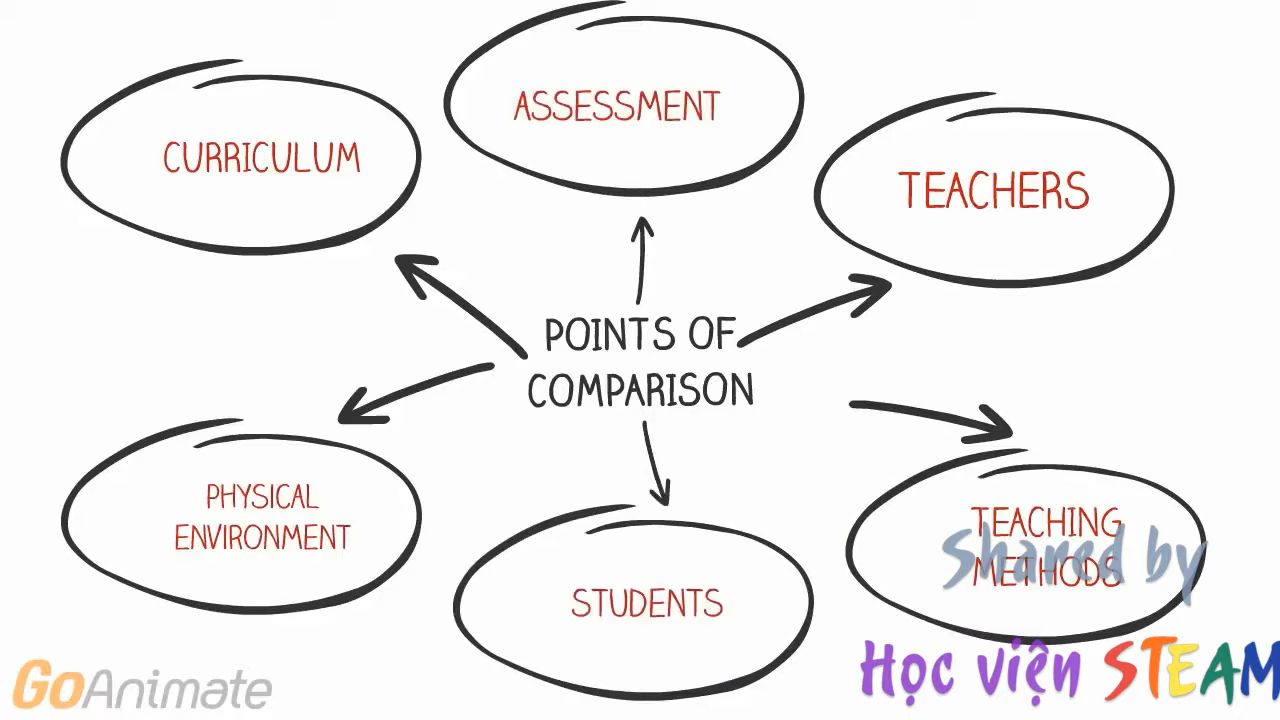 ASSESSMENT
CURRICULUM
TEACHERS
POINTS OF
COMPARISON
PHYSICAL
ENVIRONMENT
STUDENTS
TEACHING
METHODS
Shared by
Học viện STEAM
GoAnimate